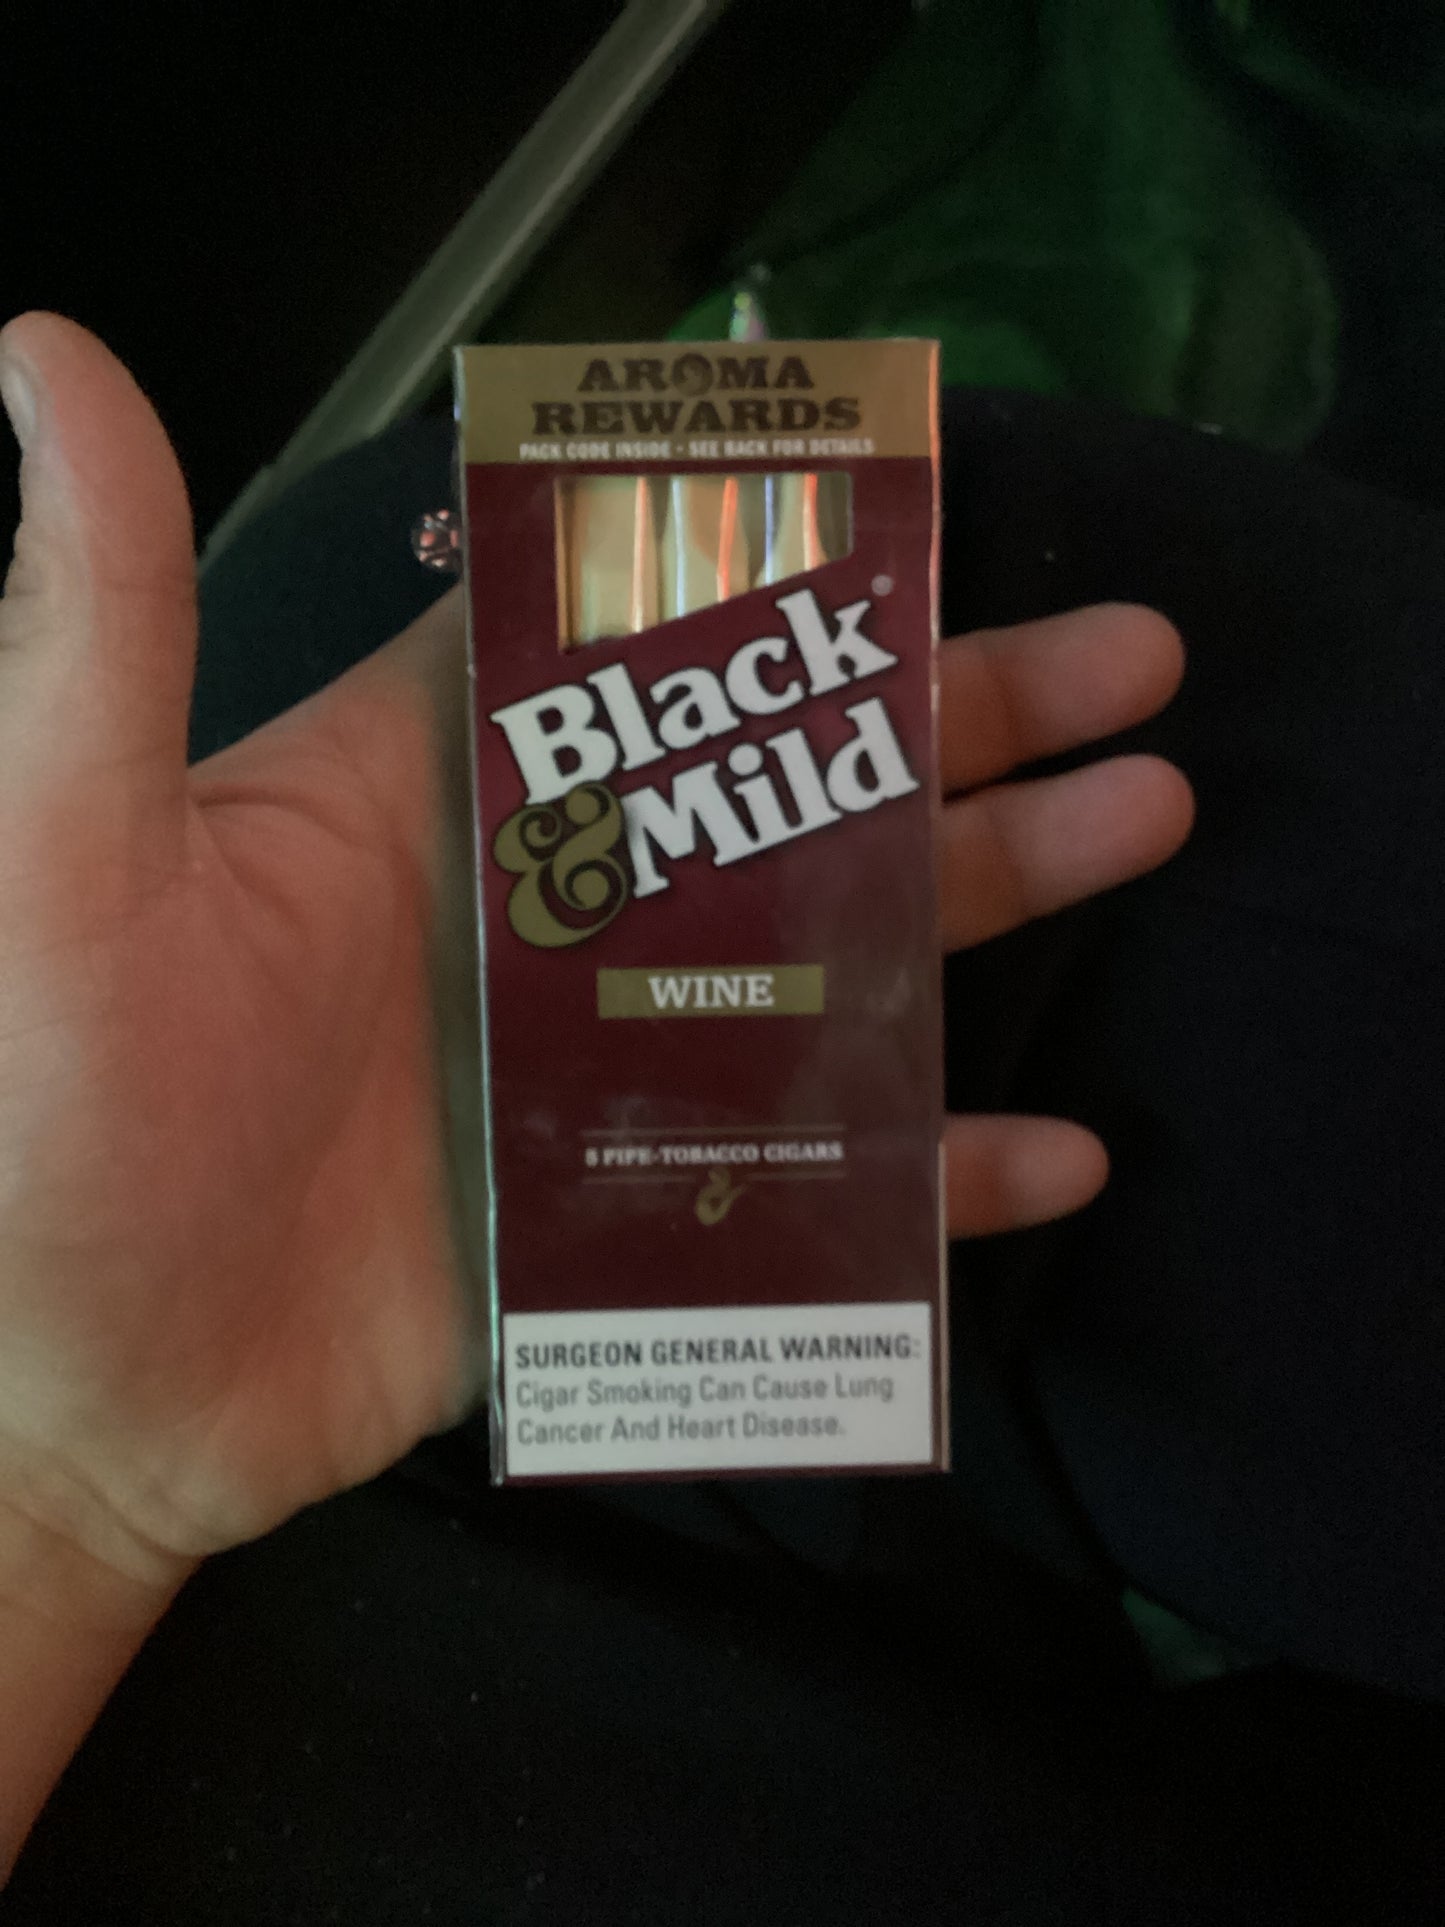 AROMA
REWARDS
PACK CODE INSIDE • SEE BACK FOR DETAILS
Black®
& Mild
WINE
5 PIPE-TOBACCO CIGARS
SURGEON GENERAL WARNING:
Cigar Smoking Can Cause Lung
Cancer And Heart Disease.